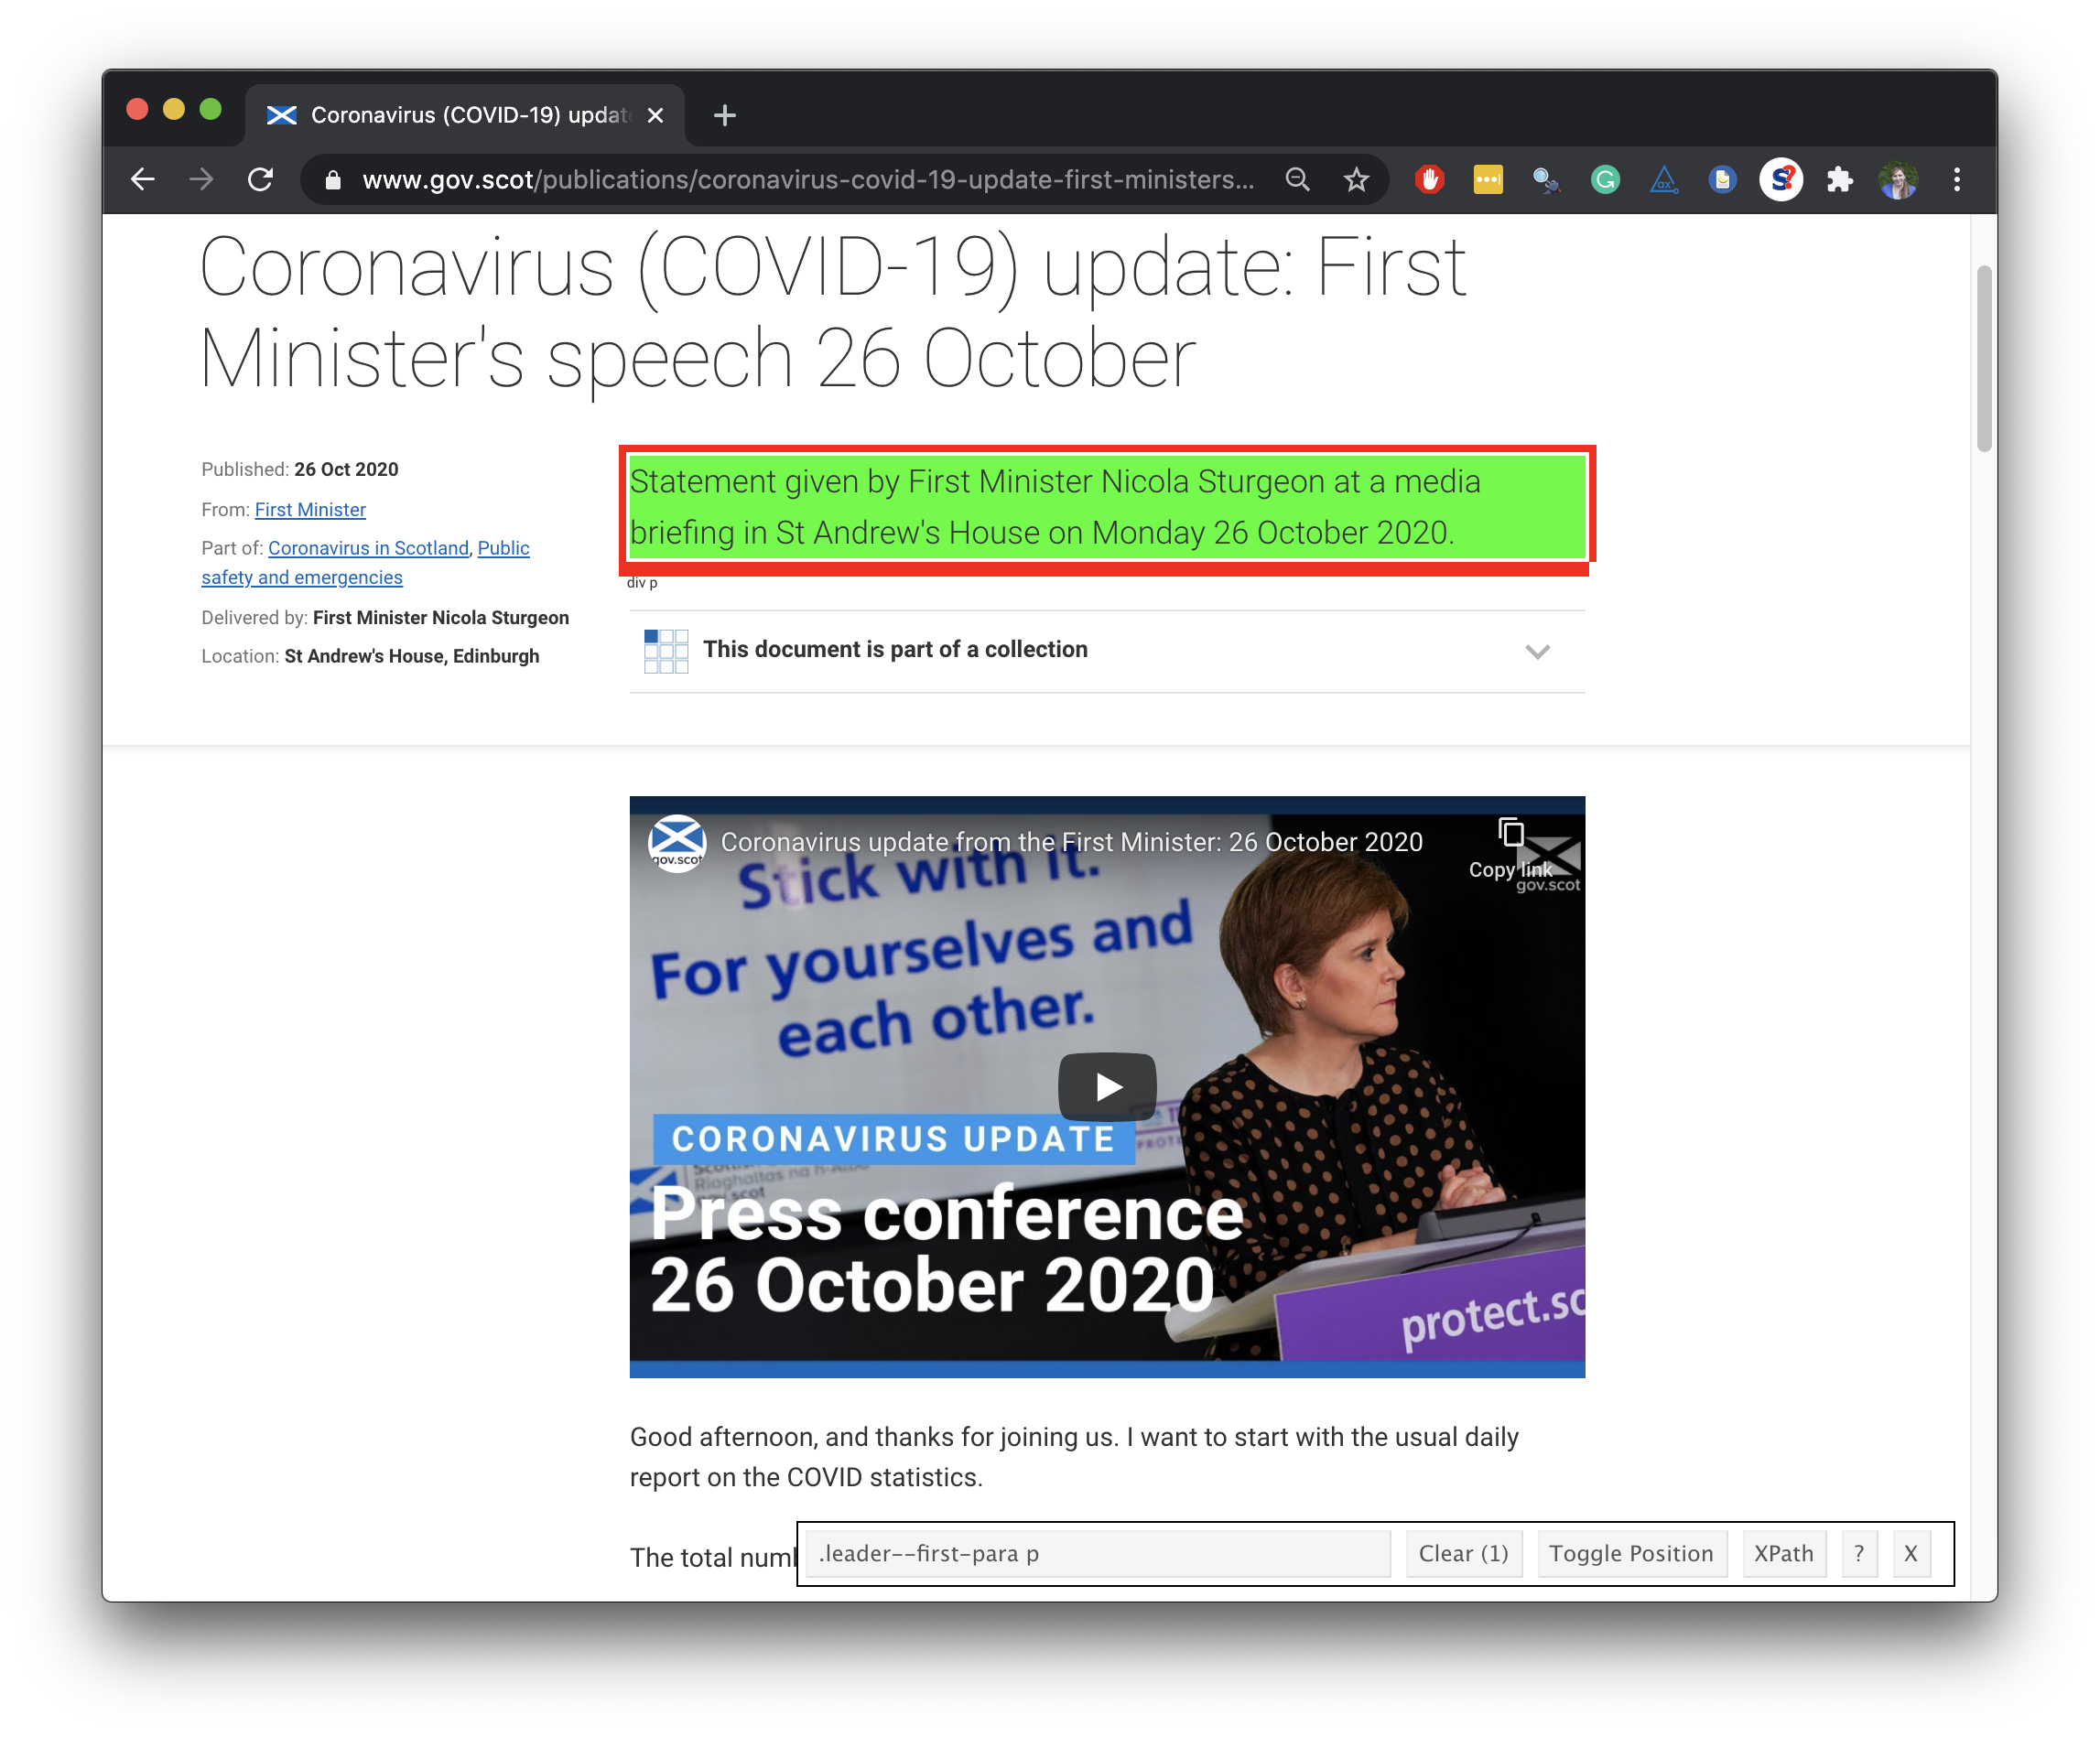 Coronavirus (COVID-19) updat
www.gov.scot/publications/coronavirus-covid-19-update-first-ministers...
Coronavirus (COVID-19) update: First
Minister's speech 26 October
Published: 26 Oct 2020
From: First Minister
Part of: Coronavirus in Scotland, Public
safety and emergencies
Delivered by: First Minister Nicola Sturgeon
Location: St Andrew's House, Edinburgh
Statement given by First Minister Nicola Sturgeon at a media
briefing in St Andrew's House on Monday 26 October 2020.
div p
This document is part of a collection
gov.scot
Coronavirus update from the First Minister: 26 October 2020
Copy link
gov.scot
Stick with it.
For yourselves and
each other.
CORONAVIRUS UPDATE
Riaghaltas na h-Alba
gov.scot
Press conference
26 October 2020
protect.sc
Good afternoon, and thanks for joining us. I want to start with the usual daily
report on the COVID statistics.
The total num
.leader--first-para p
Clear (1)
Toggle Position
XPath
?
X